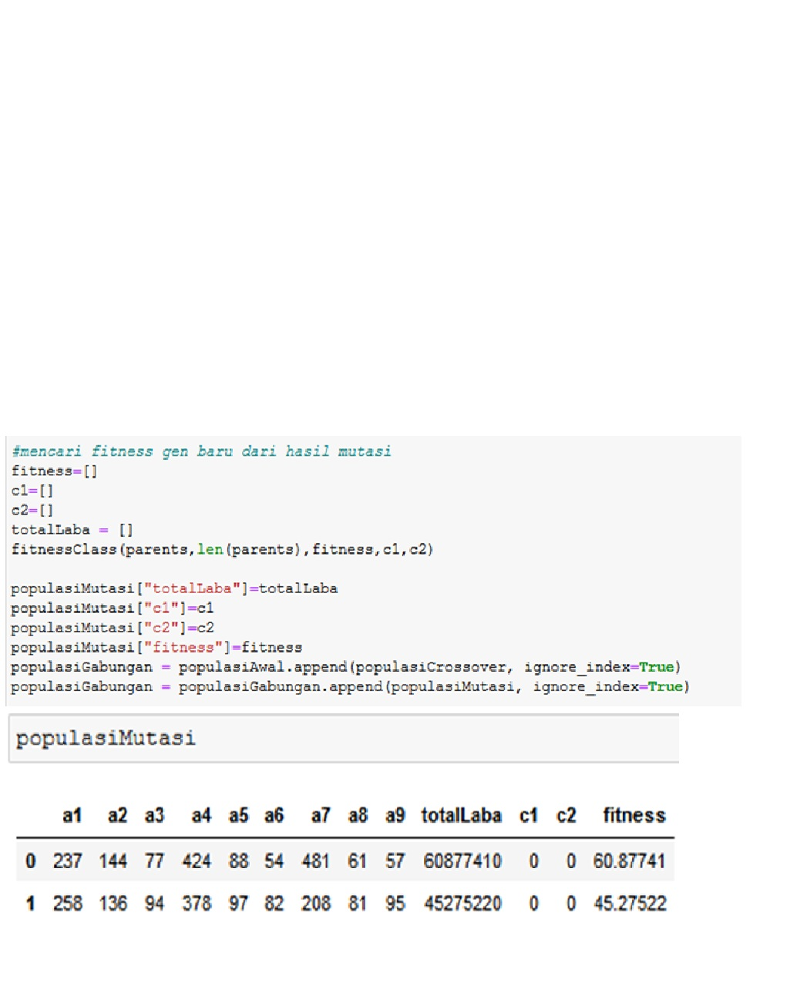 #mencari fitness gen baru dari hasil mutasi
fitness=[]
c1=[]
c2=[]
totalLaba = []
fitnessClass(parents,len(parents),fitness,c1,c2)
populasiMutasi["totalLaba"]=totalLaba
populasiMutasi["c1"]=c1
populasiMutasi["c2"]=c2
populasiMutasi["fitness"]=fitness
populasiGabungan = populasiAwal.append(populasiCrossover, ignore_index=True)
populasiGabungan = populasiGabungan.append(populasiMutasi, ignore_index=True)
populasiMutasi
a1 a2 a3 a4 a5 a6 a7 a8 a9 totalLaba c1 c2 fitness
0 237 144 77 424 88 54 481 61 57 60877410 0 0 60.87741
1 258 136 94 378 97 82 208 81 95 45275220 0 0 45.27522